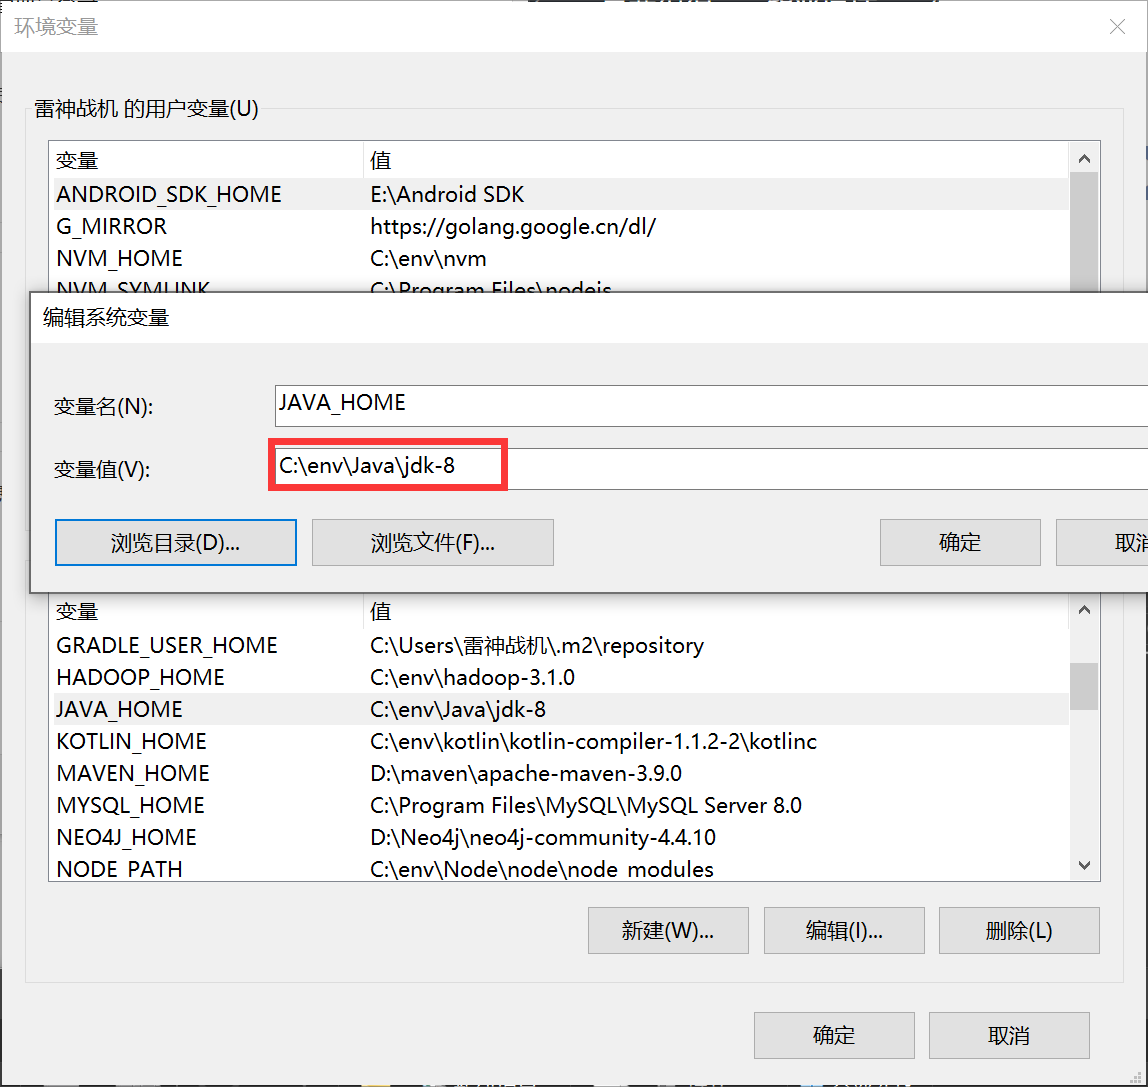 环境变量
雷神战机 的用户变量(U)
变量 值
ANDROID_SDK_HOME E:\Android SDK
G_MIRROR https://golang.google.cn/dl/
NVM_HOME C:\env\nvm
NVM_SYMLINK C:\Program Files\nodejs
编辑系统变量
变量名(N): JAVA_HOME
变量值(V): C:\env\Java\jdk-8
浏览目录(D)... 浏览文件(F)... 确定 取消
变量 值
GRADLE_USER_HOME C:\Users\雷神战机\.m2\repository
HADOOP_HOME C:\env\hadoop-3.1.0
JAVA_HOME C:\env\Java\jdk-8
KOTLIN_HOME C:\env\kotlin\kotlin-compiler-1.1.2-2\kotlinc
MAVEN_HOME D:\maven\apache-maven-3.9.0
MYSQL_HOME C:\Program Files\MySQL\MySQL Server 8.0
NEO4J_HOME D:\Neo4j\neo4j-community-4.4.10
NODE_PATH C:\env\Node\node\node_modules
新建(W)... 编辑(I)... 删除(L)
确定 取消